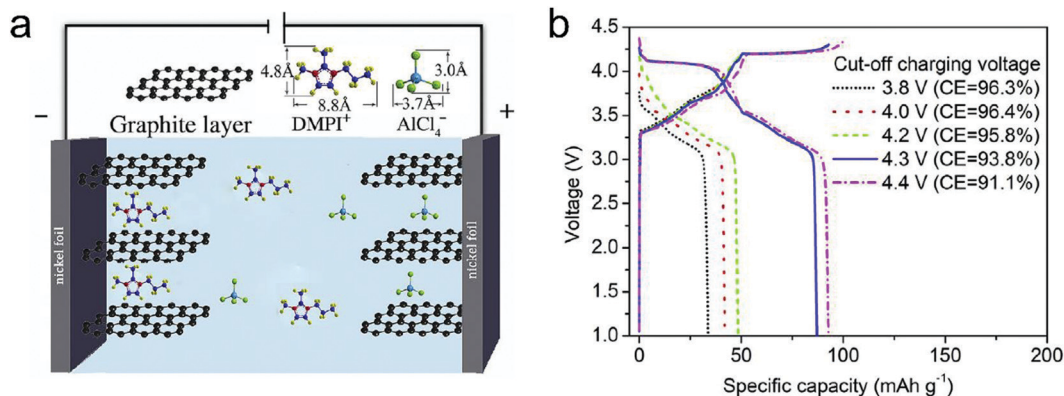 a
4.8Å
3.0Å
8.8Å
3.7Å
Graphite layer
DMPI⁺
AlCl₄⁻
−
+
nickel foil
nickel foil
b
Voltage (V)
4.5
4.0
3.5
3.0
2.5
2.0
1.5
1.0
Cut-off charging voltage
3.8 V (CE=96.3%)
4.0 V (CE=96.4%)
4.2 V (CE=95.8%)
4.3 V (CE=93.8%)
4.4 V (CE=91.1%)
0 50 100 150 200
Specific capacity (mAh g⁻¹)